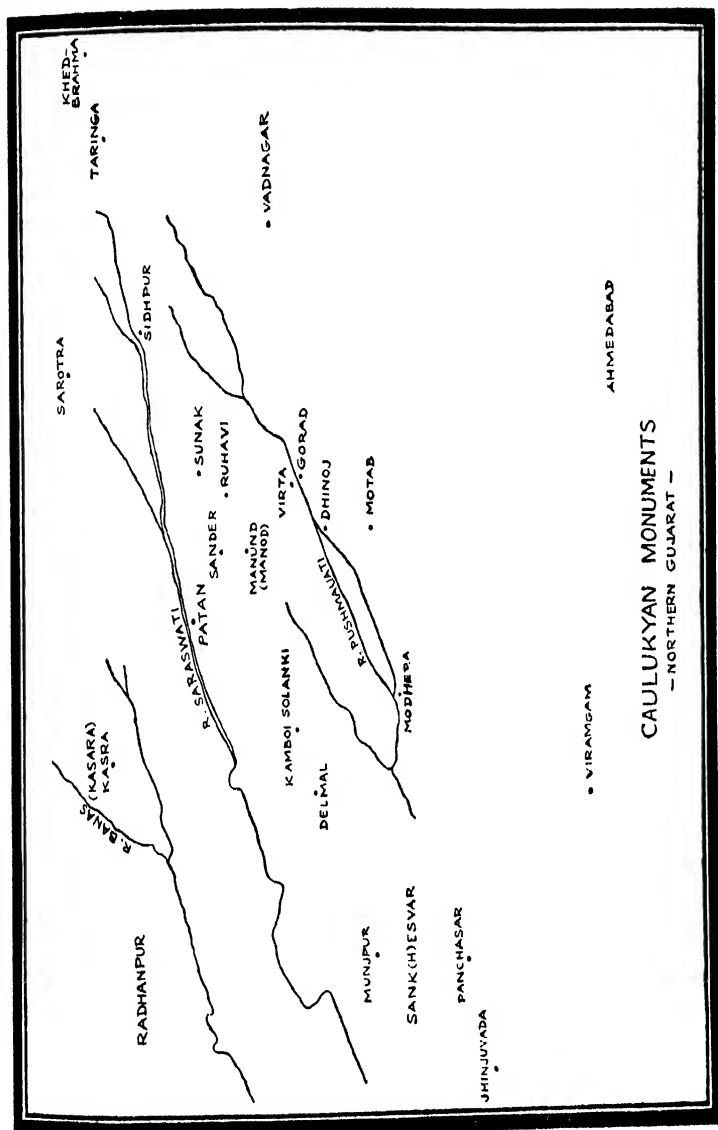 KHED-
BRAHMA
TARINGA
SAROTRA
SIDHPUR
VADNAGAR
R. BANAS
(KASARA)
KASRA
R. SARASWATI
PATAN
SANDER
SUNAK
RUHAVI
MANUND
(MANOD)
VIRTA
GORAD
DHINOJ
MOTAB
R. PUSHMAVATI
RADHANPUR
KAMBOI SOLANKI
DELMAL
MODHERA
MUNJPUR
SANK(H)ESVAR
PANCHASAR
JHINJUVADA
VIRAMGAM
AHMEDABAD
CAULUKYAN MONUMENTS
— NORTHERN GUJARAT —